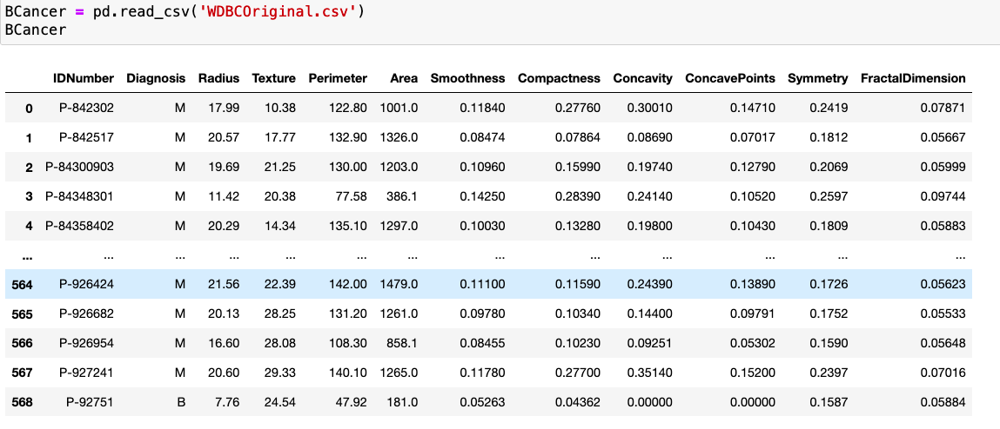 BCancer = pd.read_csv('WDBCOriginal.csv')
BCancer
IDNumber Diagnosis Radius Texture Perimeter Area Smoothness Compactness Concavity ConcavePoints Symmetry FractalDimension
0 P-842302 M 17.99 10.38 122.80 1001.0 0.11840 0.27760 0.30010 0.14710 0.2419 0.07871
1 P-842517 M 20.57 17.77 132.90 1326.0 0.08474 0.07864 0.08690 0.07017 0.1812 0.05667
2 P-84300903 M 19.69 21.25 130.00 1203.0 0.10960 0.15990 0.19740 0.12790 0.2069 0.05999
3 P-84348301 M 11.42 20.38 77.58 386.1 0.14250 0.28390 0.24140 0.10520 0.2597 0.09744
4 P-84358402 M 20.29 14.34 135.10 1297.0 0.10030 0.13280 0.19800 0.10430 0.1809 0.05883
... ... ... ... ... ... ... ... ... ... ... ... ...
564 P-926424 M 21.56 22.39 142.00 1479.0 0.11100 0.11590 0.24390 0.13890 0.1726 0.05623
565 P-926682 M 20.13 28.25 131.20 1261.0 0.09780 0.10340 0.14400 0.09791 0.1752 0.05533
566 P-926954 M 16.60 28.08 108.30 858.1 0.08455 0.10230 0.09251 0.05302 0.1590 0.05648
567 P-927241 M 20.60 29.33 140.10 1265.0 0.11780 0.27700 0.35140 0.15200 0.2397 0.07016
568 P-92751 B 7.76 24.54 47.92 181.0 0.05263 0.04362 0.00000 0.00000 0.1587 0.05884